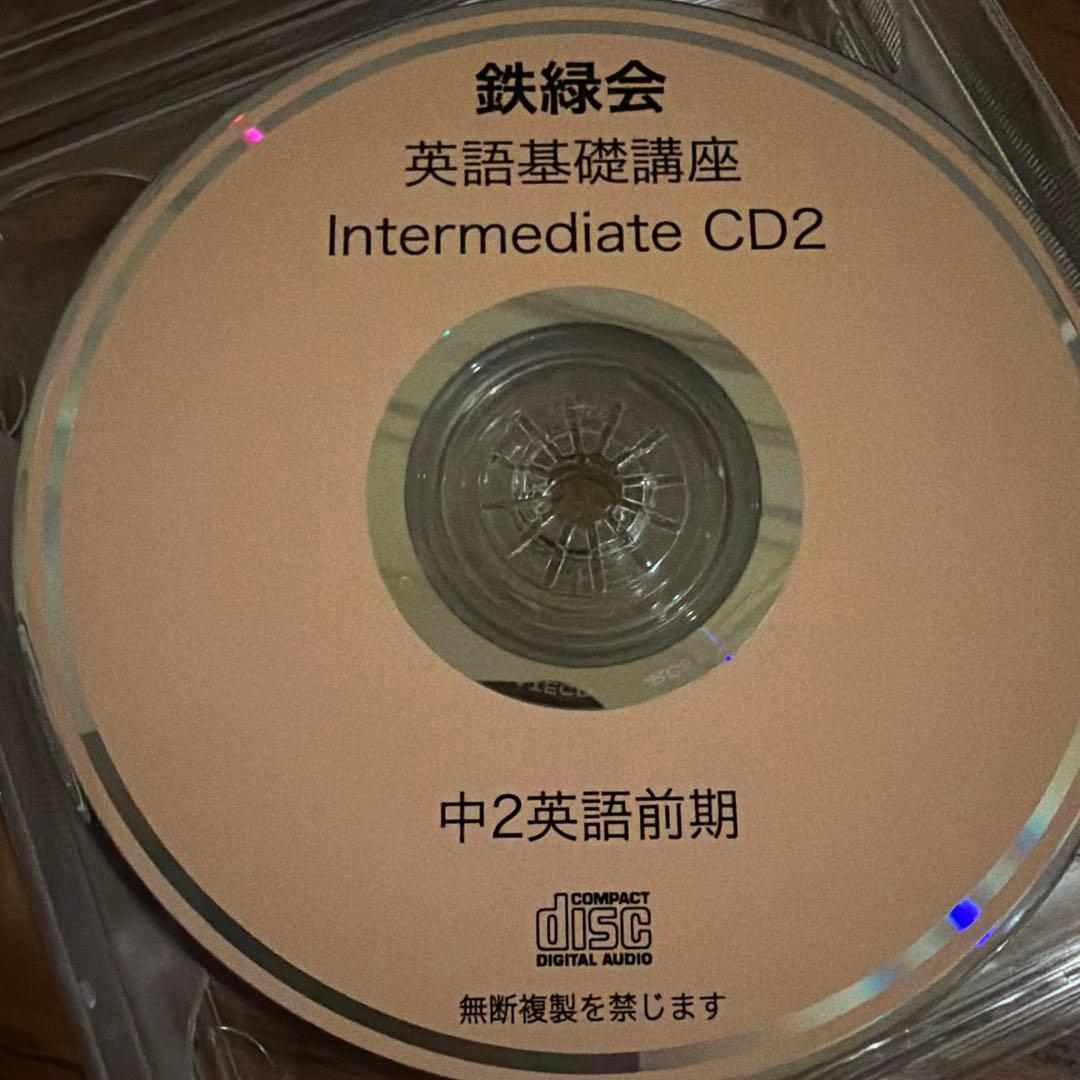 鉄緑会
英語基礎講座
Intermediate CD2
中2英語前期
COMPACT
disc
DIGITAL AUDIO
無断複製を禁じます